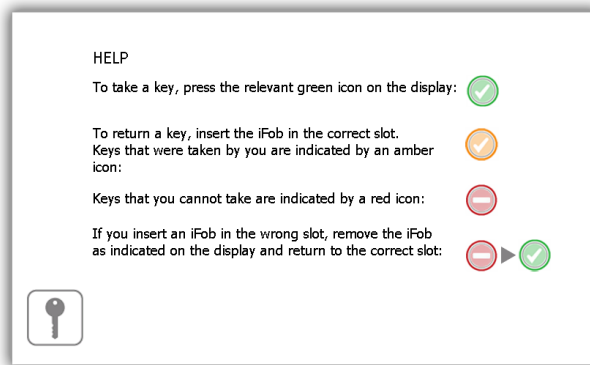 HELP
To take a key, press the relevant green icon on the display:
To return a key, insert the iFob in the correct slot.
Keys that were taken by you are indicated by an amber
icon:
Keys that you cannot take are indicated by a red icon:
If you insert an iFob in the wrong slot, remove the iFob
as indicated on the display and return to the correct slot: